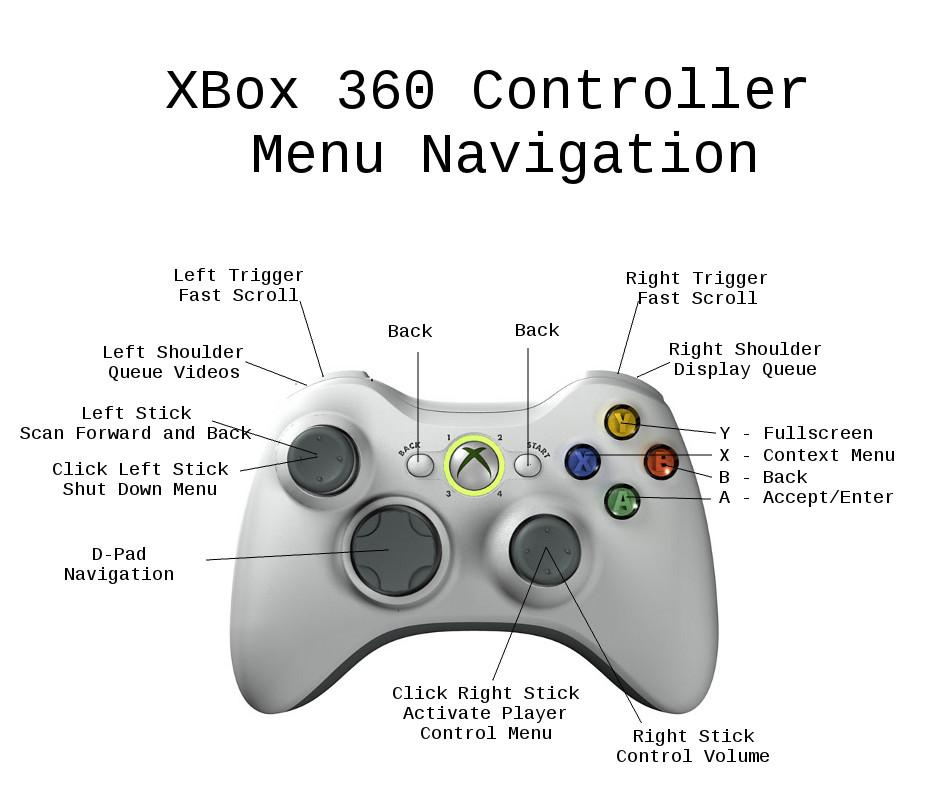 XBox 360 Controller
Menu Navigation
Left Trigger
Fast Scroll
Right Trigger
Fast Scroll
Back
Back
Left Shoulder
Queue Videos
Right Shoulder
Display Queue
Left Stick
Scan Forward and Back
Click Left Stick
Shut Down Menu
BACK
1
2
3
4
START
Y
X
B
A
Y - Fullscreen
X - Context Menu
B - Back
A - Accept/Enter
D-Pad
Navigation
Click Right Stick
Activate Player
Control Menu
Right Stick
Control Volume